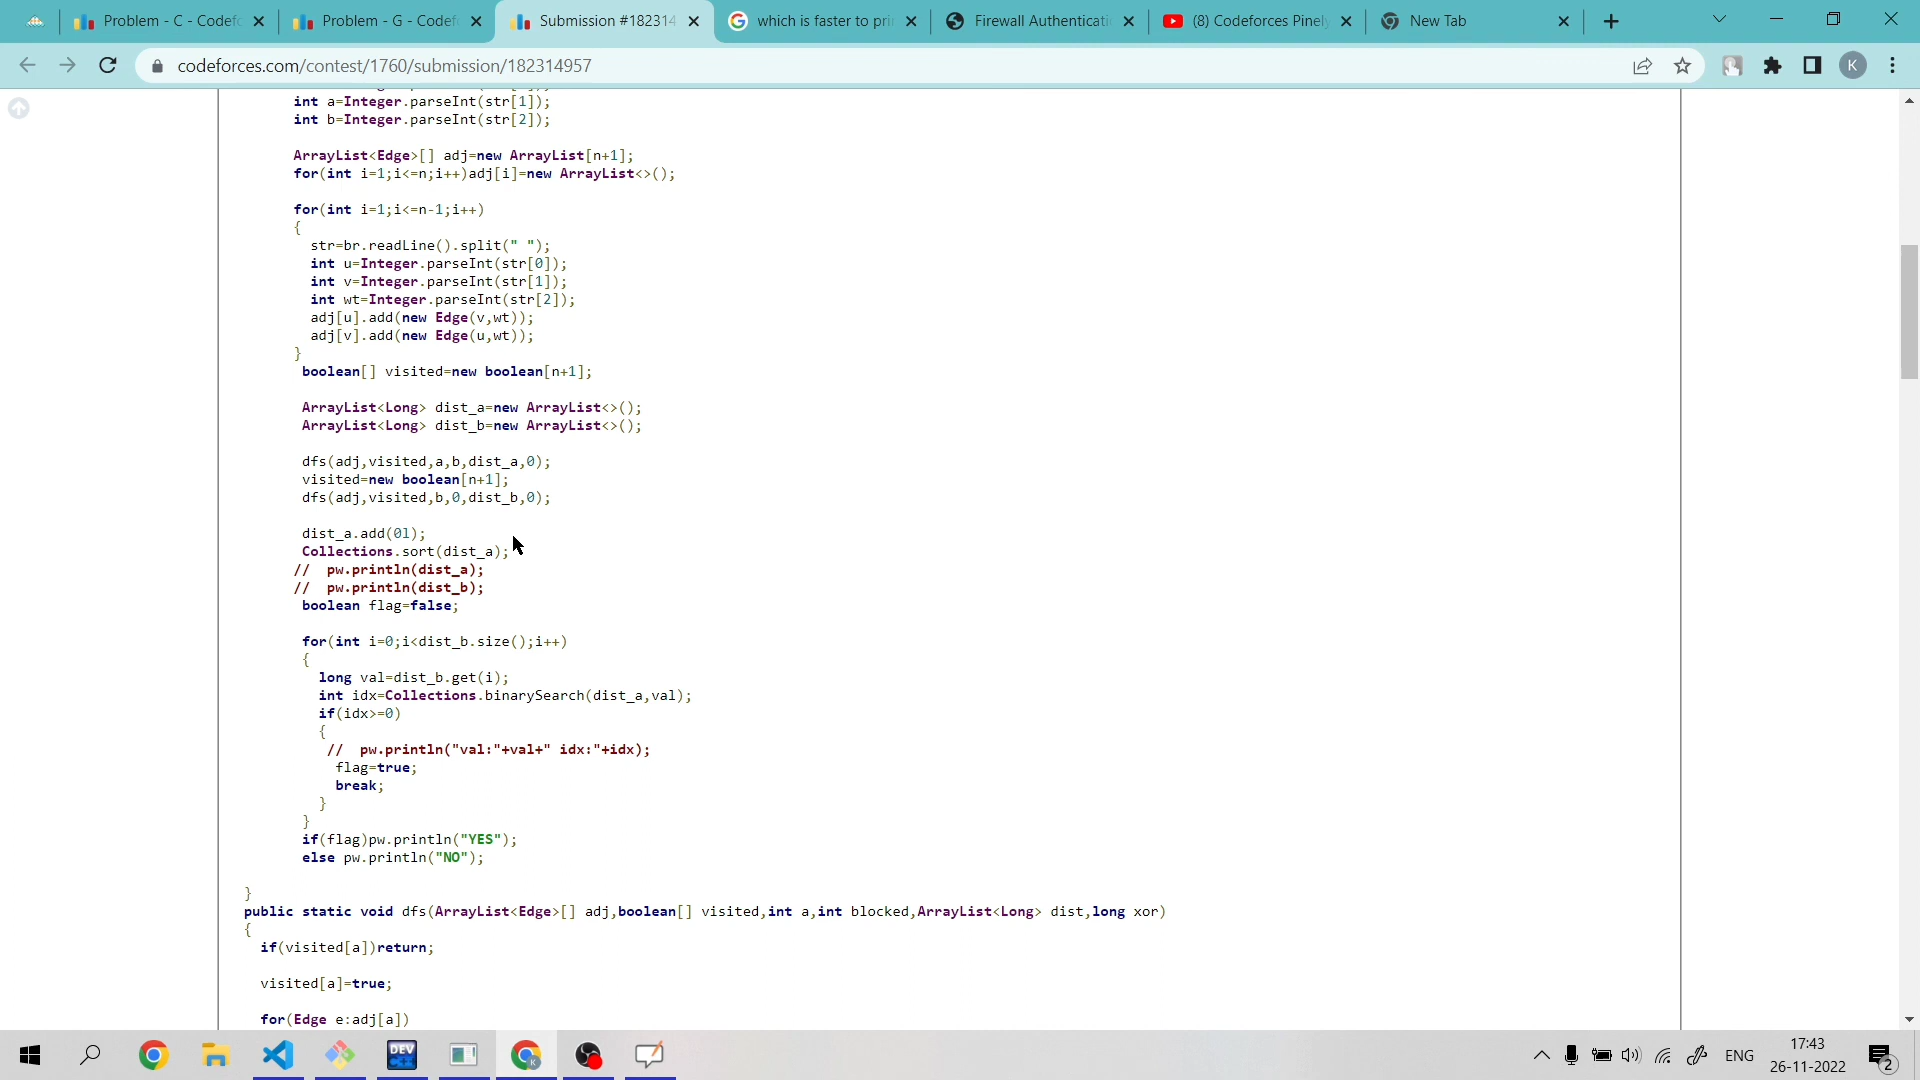 Problem - C - Codefo
Problem - G - Codef
Submission #182314
which is faster to pri
Firewall Authenticati
(8) Codeforces Pinely
New Tab
codeforces.com/contest/1760/submission/182314957
K
int a=Integer.parseInt(str[1]);
int b=Integer.parseInt(str[2]);
ArrayList<Edge>[] adj=new ArrayList[n+1];
for(int i=1;i<=n;i++)adj[i]=new ArrayList<>();
for(int i=1;i<=n-1;i++)
{
str=br.readLine().split(" ");
int u=Integer.parseInt(str[0]);
int v=Integer.parseInt(str[1]);
int wt=Integer.parseInt(str[2]);
adj[u].add(new Edge(v,wt));
adj[v].add(new Edge(u,wt));
}
boolean[] visited=new boolean[n+1];
ArrayList<Long> dist_a=new ArrayList<>();
ArrayList<Long> dist_b=new ArrayList<>();
dfs(adj,visited,a,b,dist_a,0);
visited=new boolean[n+1];
dfs(adj,visited,b,0,dist_b,0);
dist_a.add(0l);
Collections.sort(dist_a);
// pw.println(dist_a);
// pw.println(dist_b);
boolean flag=false;
for(int i=0;i<dist_b.size();i++)
{
long val=dist_b.get(i);
int idx=Collections.binarySearch(dist_a,val);
if(idx>=0)
{
// pw.println("val:"+val+" idx:"+idx);
flag=true;
break;
}
}
if(flag)pw.println("YES");
else pw.println("NO");
}
public static void dfs(ArrayList<Edge>[] adj,boolean[] visited,int a,int blocked,ArrayList<Long> dist,long xor)
{
if(visited[a])return;
visited[a]=true;
for(Edge e:adj[a])
DEV
K
ENG
17:43
26-11-2022
2